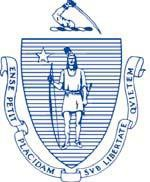 ENSE PETIT PLACIDAM SVB LIBERTATE QVIETEM